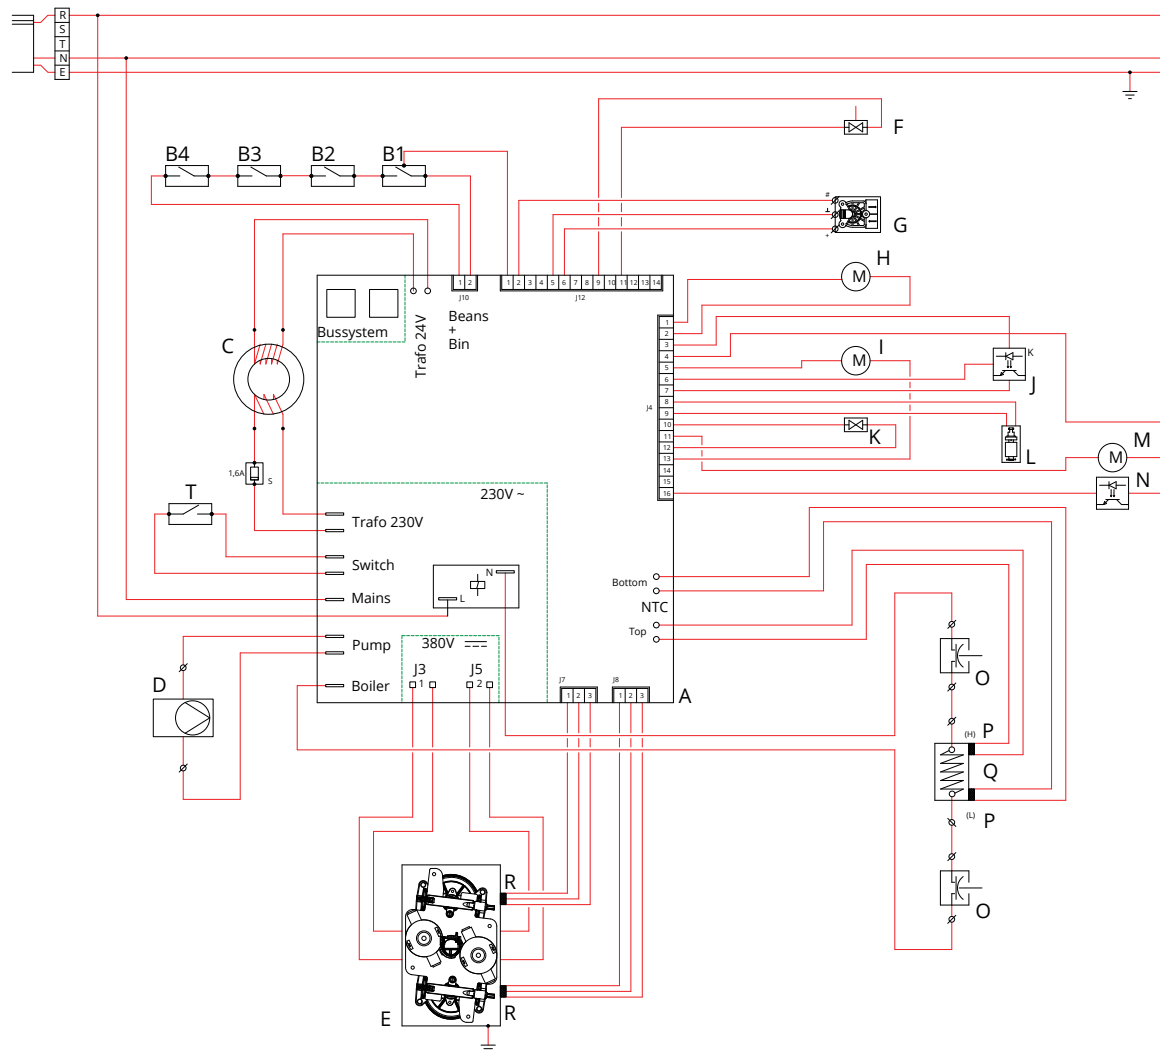 R
S
T
N
E
F
B4 B3 B2 B1
#
G
+
H
1 2
J10
1 2 3 4 5 6 7 8 9 10 11 12 13 14
J12
Bussystem
Trafo 24V
Beans
+
Bin
C
1
2
3
4
5
6
7
8
9
10
11
12
13
14
15
16
J4
M
M
I
K
J
K
L
M
M
N
1,6A
S
T
230V ~
Trafo 230V
Switch
Mains
N
L
Bottom
NTC
Top
Pump
380V
J3
1
J5
2
Boiler
J7
1 2 3
J8
1 2 3
A
D
O
(H) P
Q
(L) P
O
R
E
R